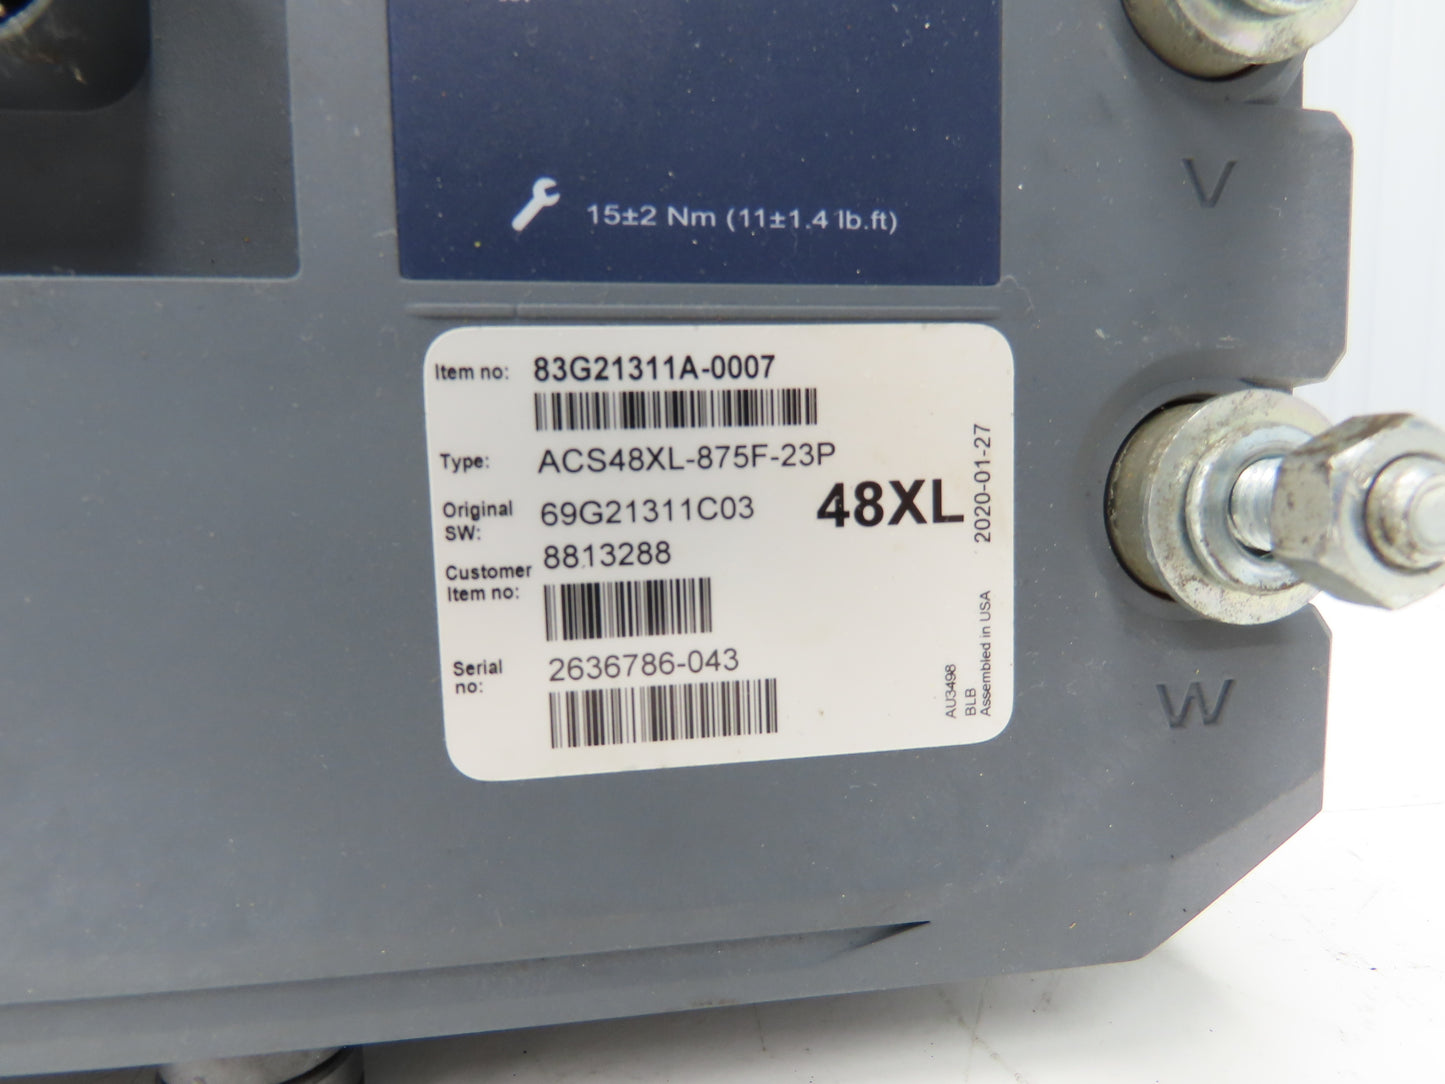 15±2 Nm (11±1.4 lb.ft)
V
Item no: 83G21311A-0007
Type: ACS48XL-875F-23P
Original SW: 69G21311C03
48XL
2020-01-27
Customer Item no: 8813288
Serial no: 2636786-043
AU3498
BLB
Assembled in USA
W